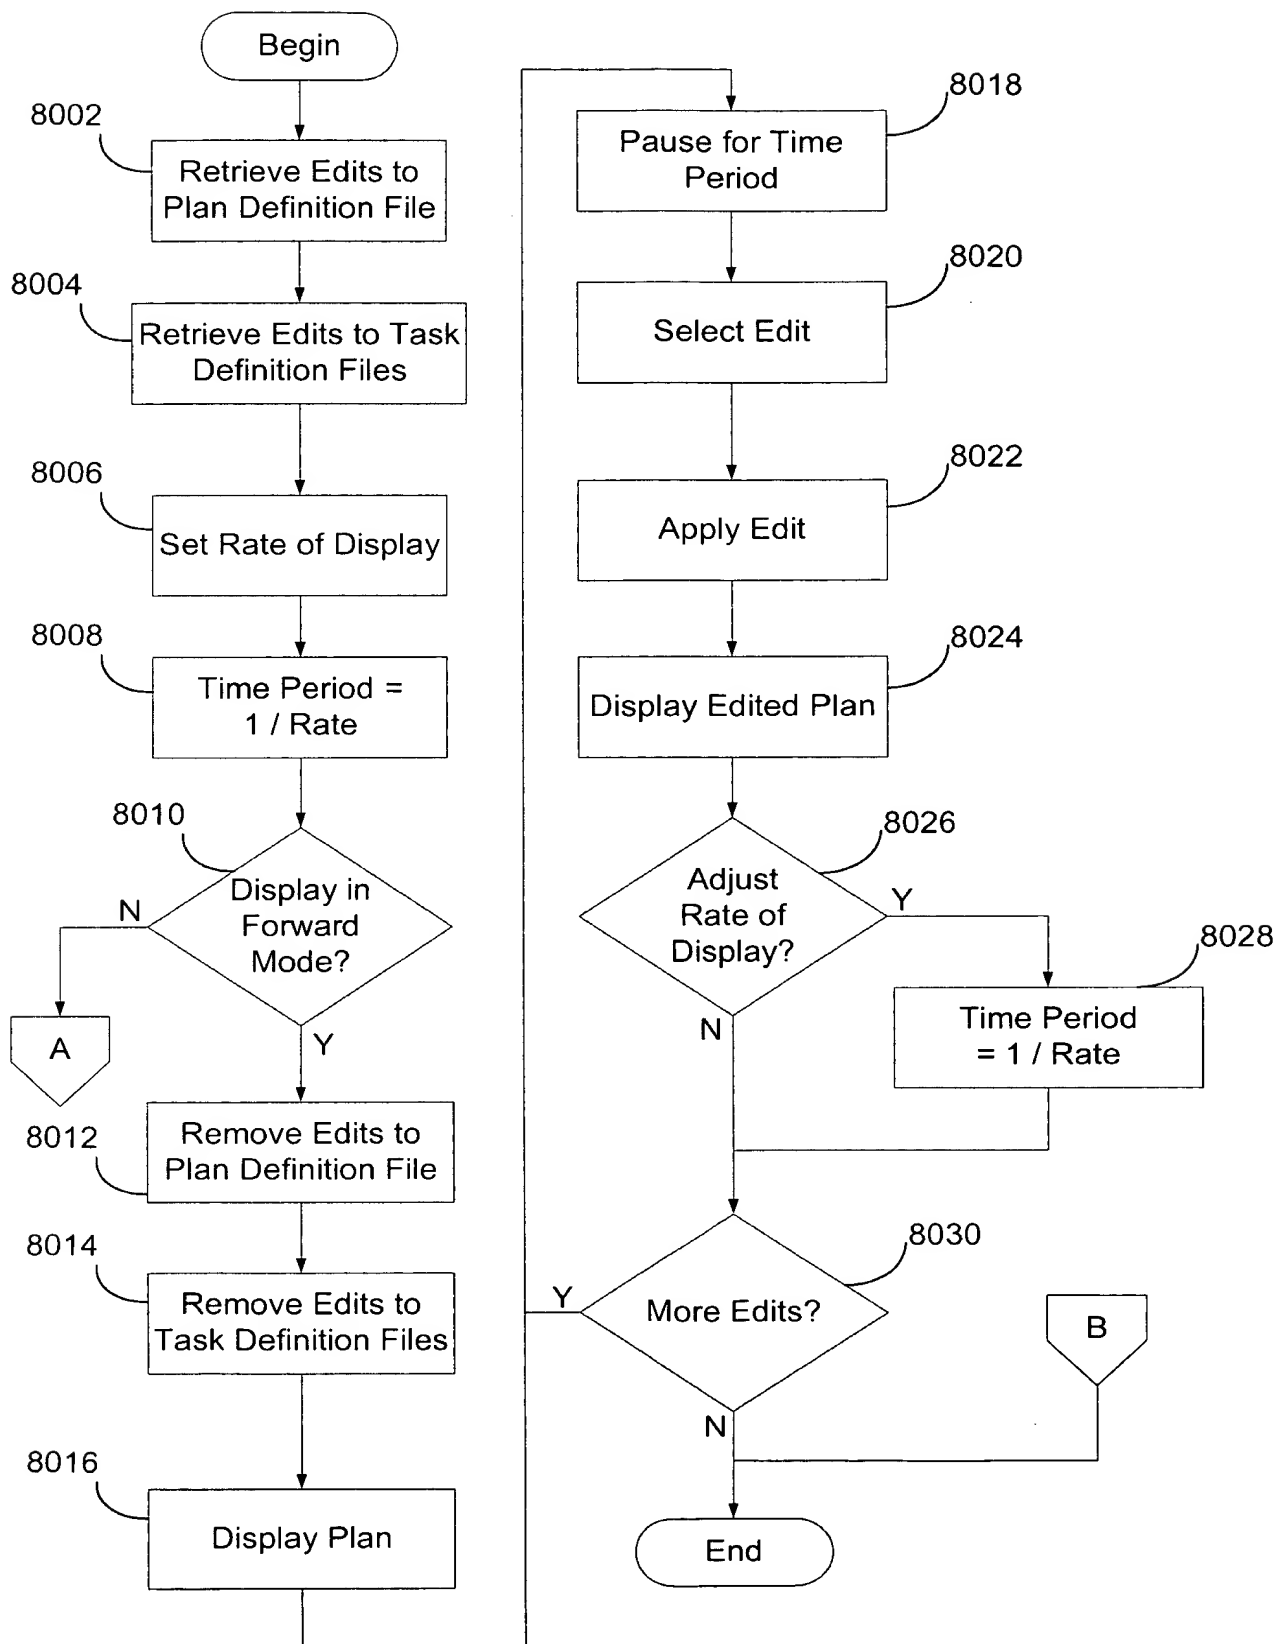 Begin
8002
Retrieve Edits to
Plan Definition File
8004
Retrieve Edits to Task
Definition Files
8006
Set Rate of Display
8008
Time Period =
1 / Rate
8010
Display in
Forward
Mode?
N
Y
A
8012
Remove Edits to
Plan Definition File
8014
Remove Edits to
Task Definition Files
8016
Display Plan
8018
Pause for Time
Period
8020
Select Edit
8022
Apply Edit
8024
Display Edited Plan
8026
Adjust
Rate of
Display?
Y
N
8028
Time Period
= 1 / Rate
8030
More Edits?
Y
N
B
End